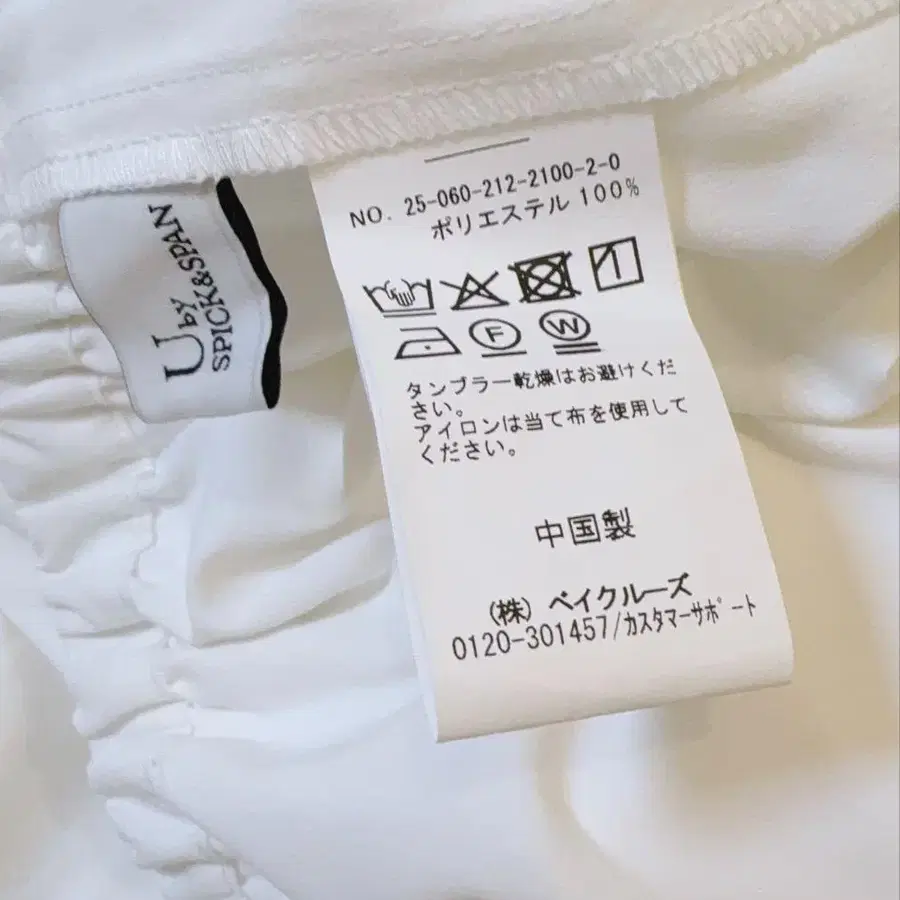 U
by
SPICK&SPAN
NO. 25-060-212-2100-2-0
ポリエステル 100%
F
W
タンブラー乾燥はお避けくだ
さい。
アイロンは当て布を使用して
ください。
中国製
(株) ベイクルーズ
0120-301457/カスタマーサポート